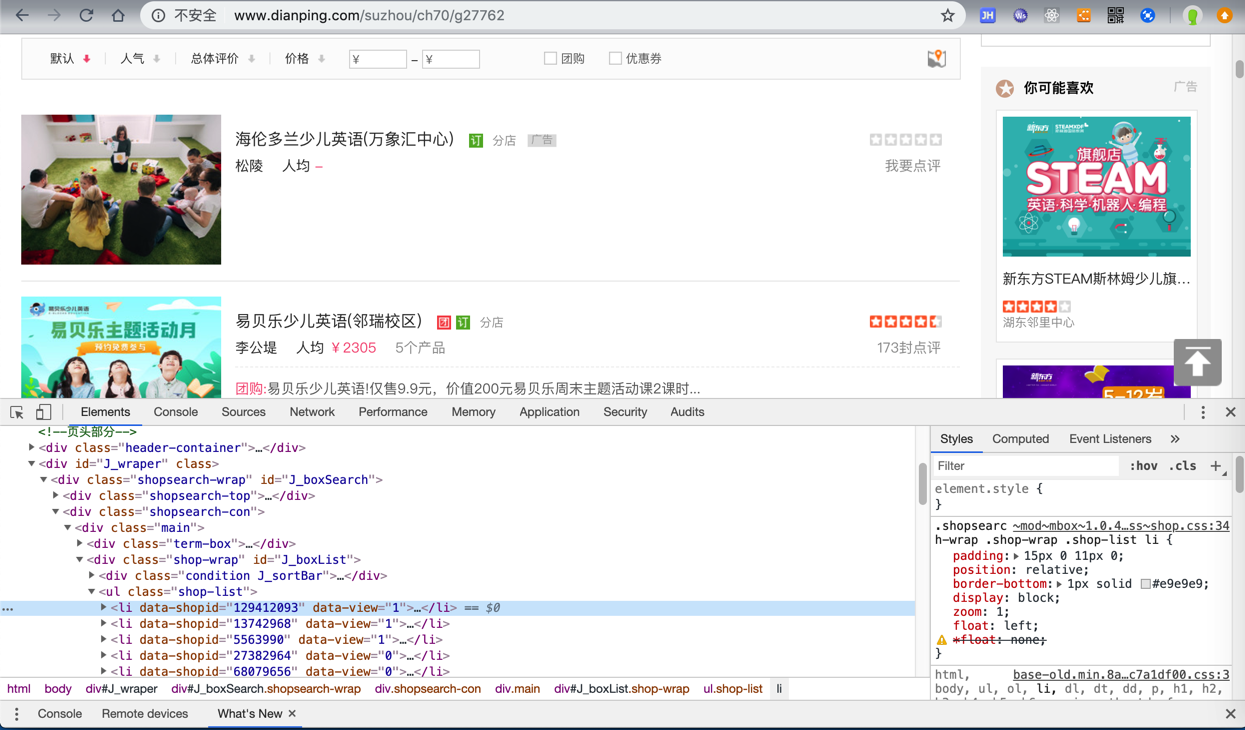 不安全 www.dianping.com/suzhou/ch70/g27762
JH
Ws
默认 人气 总体评价 价格 ¥ – ¥ 团购 优惠券
你可能喜欢 广告
海伦多兰少儿英语(万象汇中心) 订 分店 广告
松陵 人均 –
我要点评
新东方 STEAMXDF
旗舰店
STEAM
英语·科学·机器人·编程
新东方STEAM斯林姆少儿旗…
湖东邻里中心
易贝乐少儿英语
易贝乐主题活动月
预约免费参与
易贝乐少儿英语(邻瑞校区) 团 订 分店
李公堤 人均 ¥2305 5个产品
173封点评
团购:易贝乐少儿英语!仅售9.9元，价值200元易贝乐周末主题活动课2课时...
新东方
5-12岁
Elements Console Sources Network Performance Memory Application Security Audits
<!--页头部分-->
<div class="header-container">…</div>
<div id="J_wraper" class>
<div class="shopsearch-wrap" id="J_boxSearch">
<div class="shopsearch-top">…</div>
<div class="shopsearch-con">
<div class="main">
<div class="term-box">…</div>
<div class="shop-wrap" id="J_boxList">
<div class="condition J_sortBar">…</div>
<ul class="shop-list">
… <li data-shopid="129412093" data-view="1">…</li> == $0
<li data-shopid="13742968" data-view="1">…</li>
<li data-shopid="5563990" data-view="1">…</li>
<li data-shopid="27382964" data-view="0">…</li>
<li data-shopid="68079656" data-view="0">…</li>
html body div#J_wraper div#J_boxSearch.shopsearch-wrap div.shopsearch-con div.main div#J_boxList.shop-wrap ul.shop-list li
Styles Computed Event Listeners »
Filter :hov .cls +
element.style {
}
.shopsearc ~mod~mbox~1.0.4…ss~shop.css:34
h-wrap .shop-wrap .shop-list li {
padding: 15px 0 11px 0;
position: relative;
border-bottom: 1px solid #e9e9e9;
display: block;
zoom: 1;
float: left;
*float: none;
}
html, base-old.min.8a…c7a1df00.css:3
body, ul, ol, li, dl, dt, dd, p, h1, h2,
Console Remote devices What's New ×